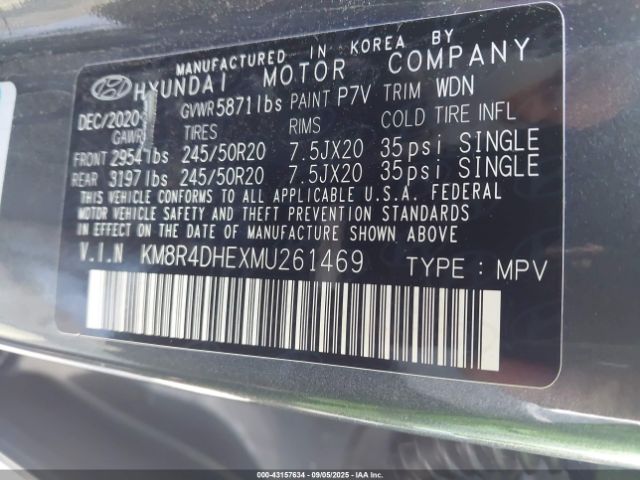 MANUFACTURED IN KOREA BY
HYUNDAI MOTOR COMPANY
DEC/2020 GVWR 5871lbs PAINT P7V TRIM WDN
GAWR TIRES RIMS COLD TIRE INFL
FRONT 2954lbs 245/50R20 7.5JX20 35psi SINGLE
REAR 3197lbs 245/50R20 7.5JX20 35psi SINGLE
THIS VEHICLE CONFORMS TO ALL APPLICABLE U.S.A. FEDERAL
MOTOR VEHICLE SAFETY AND THEFT PREVENTION STANDARDS
IN EFFECT ON THE DATE OF MANUFACTURE SHOWN ABOVE.
V.I.N KM8R4DHEXMU261469 TYPE : MPV
00-43157634 - 09/05/2025 - COPYRIGHT © IAA